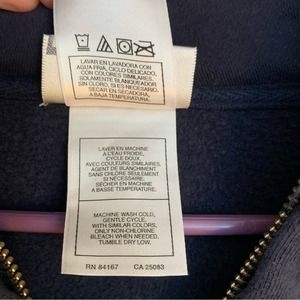 LAVAR EN LAVADORA CON
AGUA FRIA, CICLO DELICADO,
CON COLORES SIMILARES.
SOLAMENTE BLANQUEADOR
SIN CLORO, SI ES NECESARIO.
SECAR EN SECADORA,
A BAJA TEMPERATURA.
LAVER EN MACHINE
A L'EAU FROIDE,
CYCLE DOUX,
AVEC COULEURS SIMILAIRES,
AGENT DE BLANCHIMENT
SANS CHLORE SEULEMENT
SI NÉCESSAIRE.
SÉCHER EN MACHINE
A BASSE TEMPERATURE.
MACHINE WASH COLD,
GENTLE CYCLE,
WITH SIMILAR COLORS,
ONLY NON-CHLORINE
BLEACH WHEN NEEDED,
TUMBLE DRY LOW.
RN 84167 CA 25083